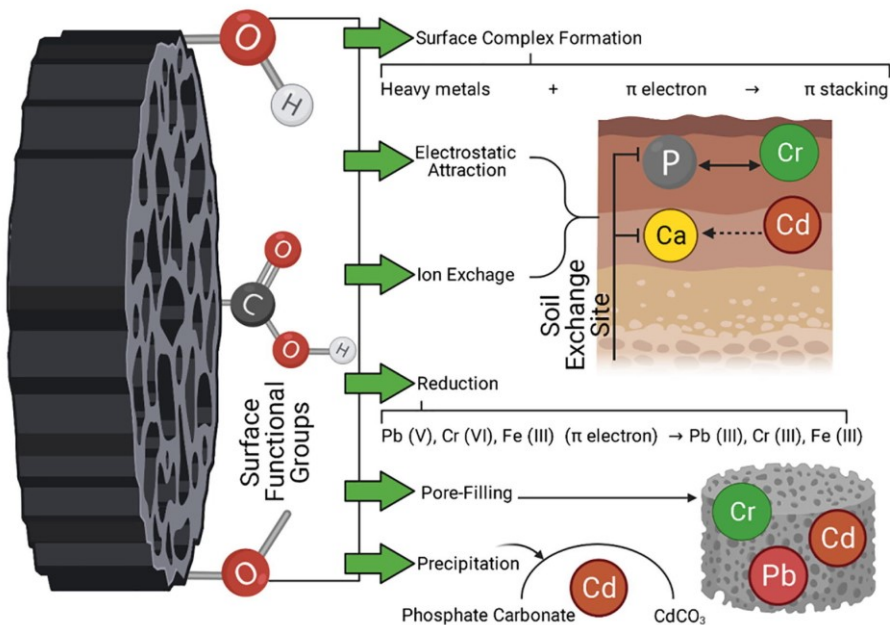 O
H
Surface Complex Formation
Heavy metals + π electron → π stacking
Electrostatic
Attraction
P
Cr
Ca
Cd
Ion Exchage
Soil
Exchange
Site
O
C
O
H
Surface
Functional
Groups
Reduction
Pb (V), Cr (VI), Fe (III) (π electron) → Pb (III), Cr (III), Fe (III)
Pore-Filling
Cr
Cd
Pb
Precipitation
Cd
Phosphate Carbonate
CdCO₃
O